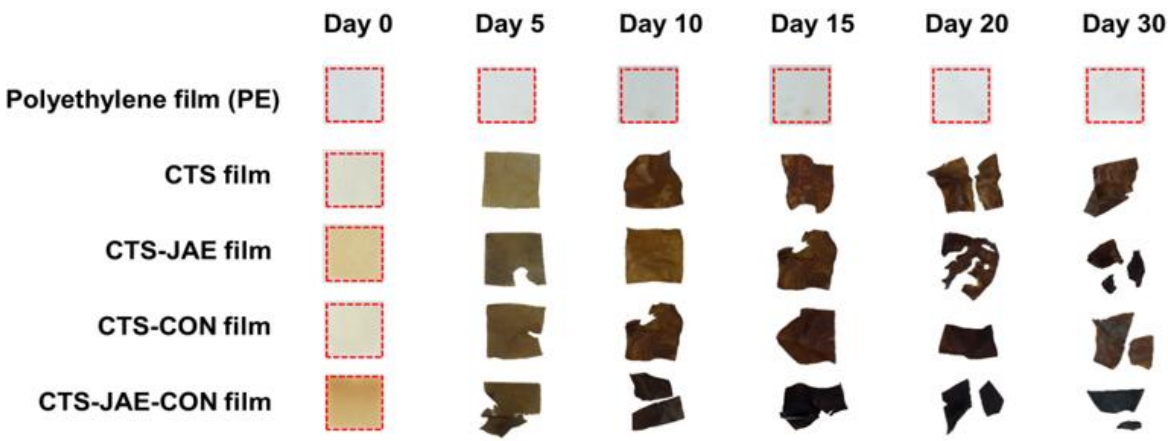 Day 0 Day 5 Day 10 Day 15 Day 20 Day 30
Polyethylene film (PE)
CTS film
CTS-JAE film
CTS-CON film
CTS-JAE-CON film